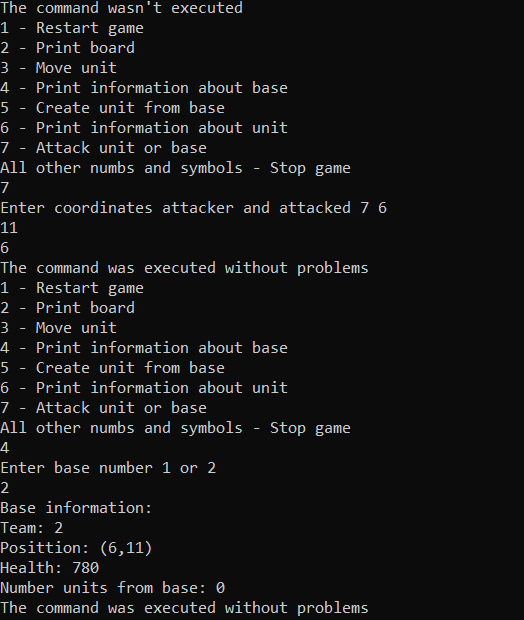 The command wasn't executed
1 - Restart game
2 - Print board
3 - Move unit
4 - Print information about base
5 - Create unit from base
6 - Print information about unit
7 - Attack unit or base
All other numbs and symbols - Stop game
7
Enter coordinates attacker and attacked 7 6
11
6
The command was executed without problems
1 - Restart game
2 - Print board
3 - Move unit
4 - Print information about base
5 - Create unit from base
6 - Print information about unit
7 - Attack unit or base
All other numbs and symbols - Stop game
4
Enter base number 1 or 2
2
Base information:
Team: 2
Posittion: (6,11)
Health: 780
Number units from base: 0
The command was executed without problems